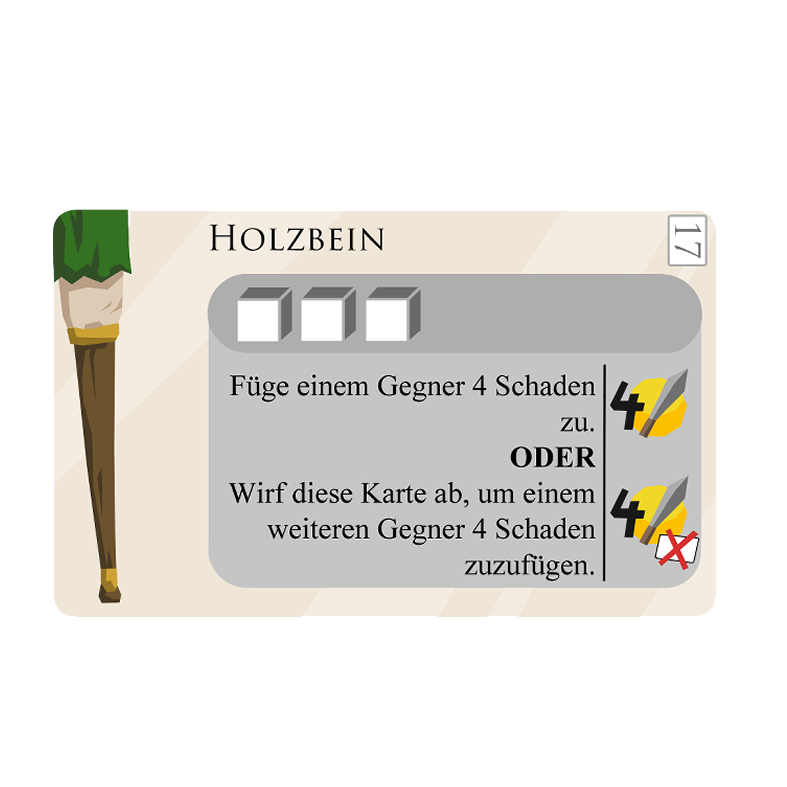 HOLZBEIN
17
Füge einem Gegner 4 Schaden
zu.
ODER
Wirf diese Karte ab, um einem
weiteren Gegner 4 Schaden
zuzufügen.
4
4